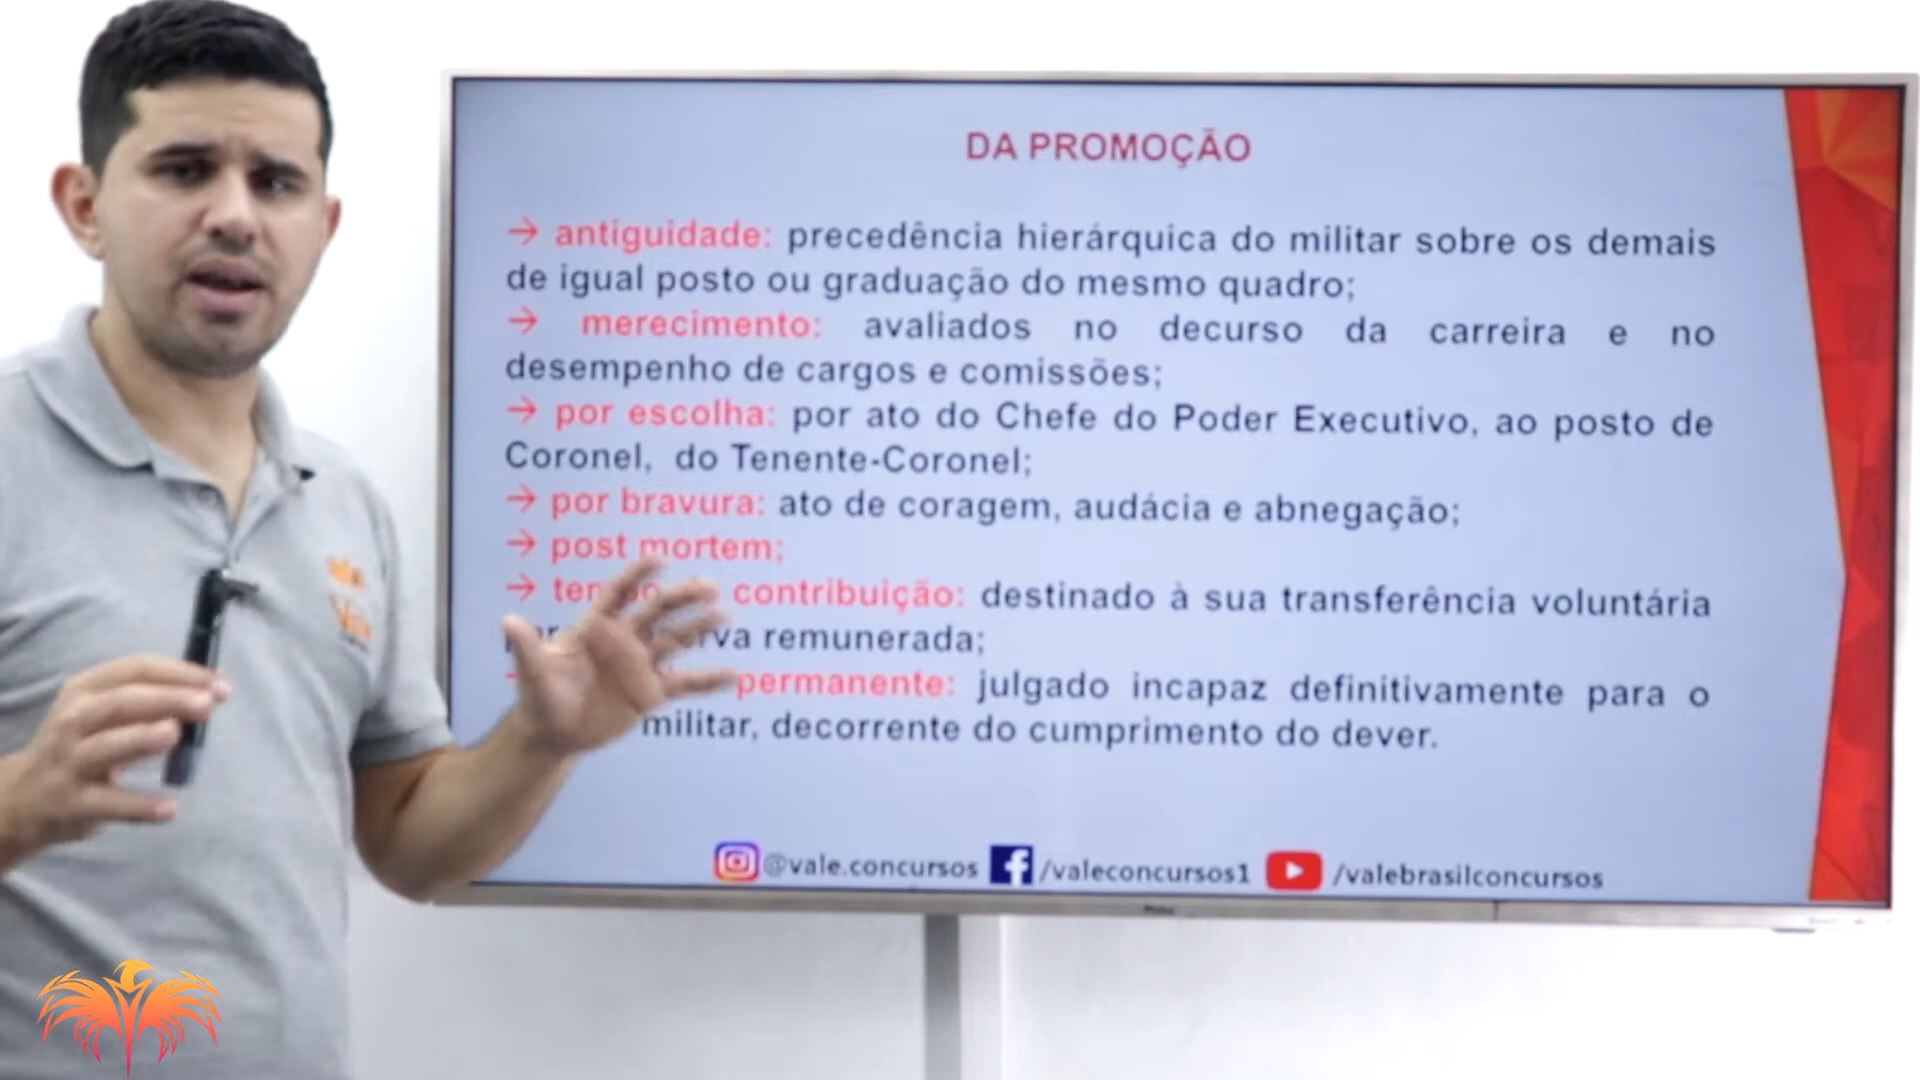 DA PROMOÇÃO
→ antiguidade: precedência hierárquica do militar sobre os demais
de igual posto ou graduação do mesmo quadro;
→ merecimento: avaliados no decurso da carreira e no
desempenho de cargos e comissões;
→ por escolha: por ato do Chefe do Poder Executivo, ao posto de
Coronel, do Tenente-Coronel;
→ por bravura: ato de coragem, audácia e abnegação;
→ post mortem;
→ contribuição: destinado à sua transferência voluntária
remunerada;
permanente: julgado incapaz definitivamente para o
militar, decorrente do cumprimento do dever.
@vale.concursos /valeconcursos1 /valebrasilconcursos